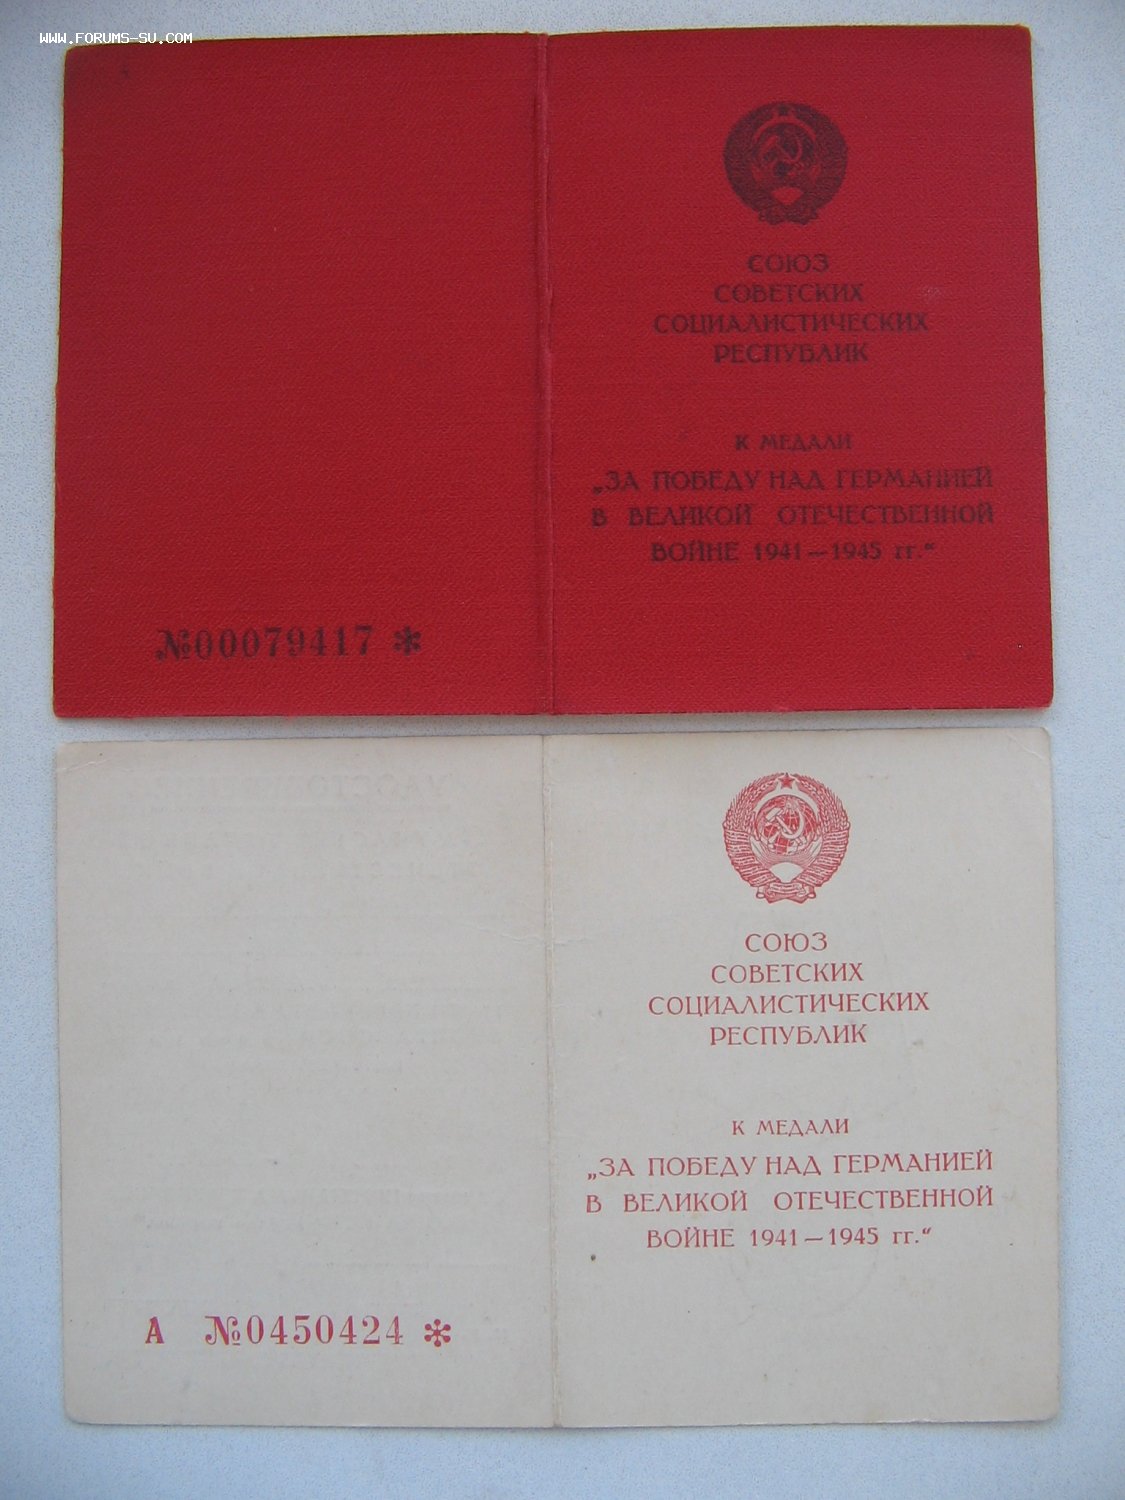 WWW.FORUMS-SU.COM
СОЮЗ
СОВЕТСКИХ
СОЦИАЛИСТИЧЕСКИХ
РЕСПУБЛИК
К МЕДАЛИ
„ЗА ПОБЕДУ НАД ГЕРМАНИЕЙ
В ВЕЛИКОЙ ОТЕЧЕСТВЕННОЙ
ВОЙНЕ 1941—1945 гг.“
№00079417 *
СОЮЗ
СОВЕТСКИХ
СОЦИАЛИСТИЧЕСКИХ
РЕСПУБЛИК
К МЕДАЛИ
„ЗА ПОБЕДУ НАД ГЕРМАНИЕЙ
В ВЕЛИКОЙ ОТЕЧЕСТВЕННОЙ
ВОЙНЕ 1941—1945 гг.“
А №0450424 *